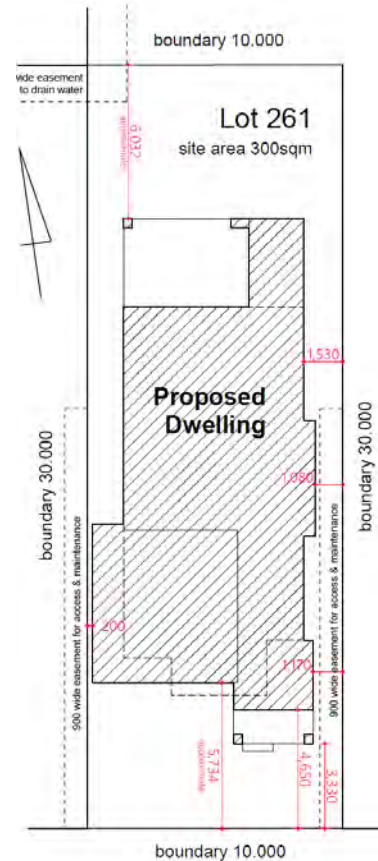 boundary 10.000
wide easement
to drain water
Lot 261
site area 300sqm
6,032
approximate
1,530
Proposed
Dwelling
boundary 30.000
boundary 30.000
1,080
900 wide easement for access & maintenance
900 wide easement for access & maintenance
200
1,170
5,734
approximate
4,650
3,330
boundary 10.000